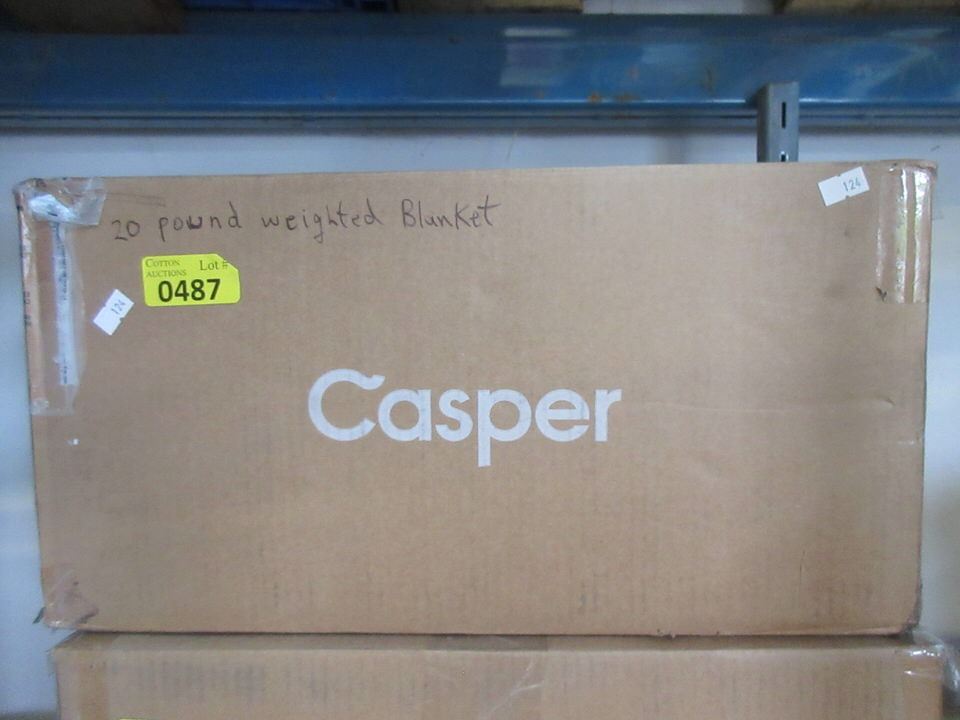 20 pound weighted Blanket
124
COTTON
AUCTIONS
Lot #
0487
124
Casper